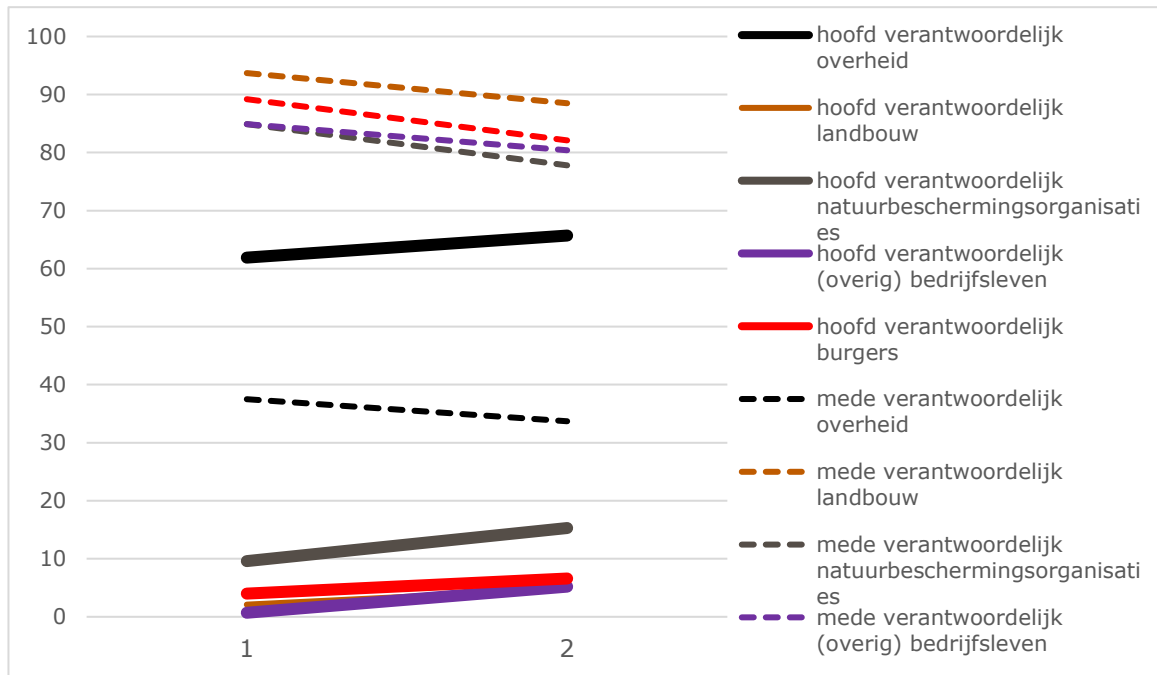 100
90
80
70
60
50
40
30
20
10
0
1
2
hoofd verantwoordelijk
overheid
hoofd verantwoordelijk
landbouw
hoofd verantwoordelijk
natuurbeschermingsorganisati
es
hoofd verantwoordelijk
(overig) bedrijfsleven
hoofd verantwoordelijk
burgers
mede verantwoordelijk
overheid
mede verantwoordelijk
landbouw
mede verantwoordelijk
natuurbeschermingsorganisati
es
mede verantwoordelijk
(overig) bedrijfsleven